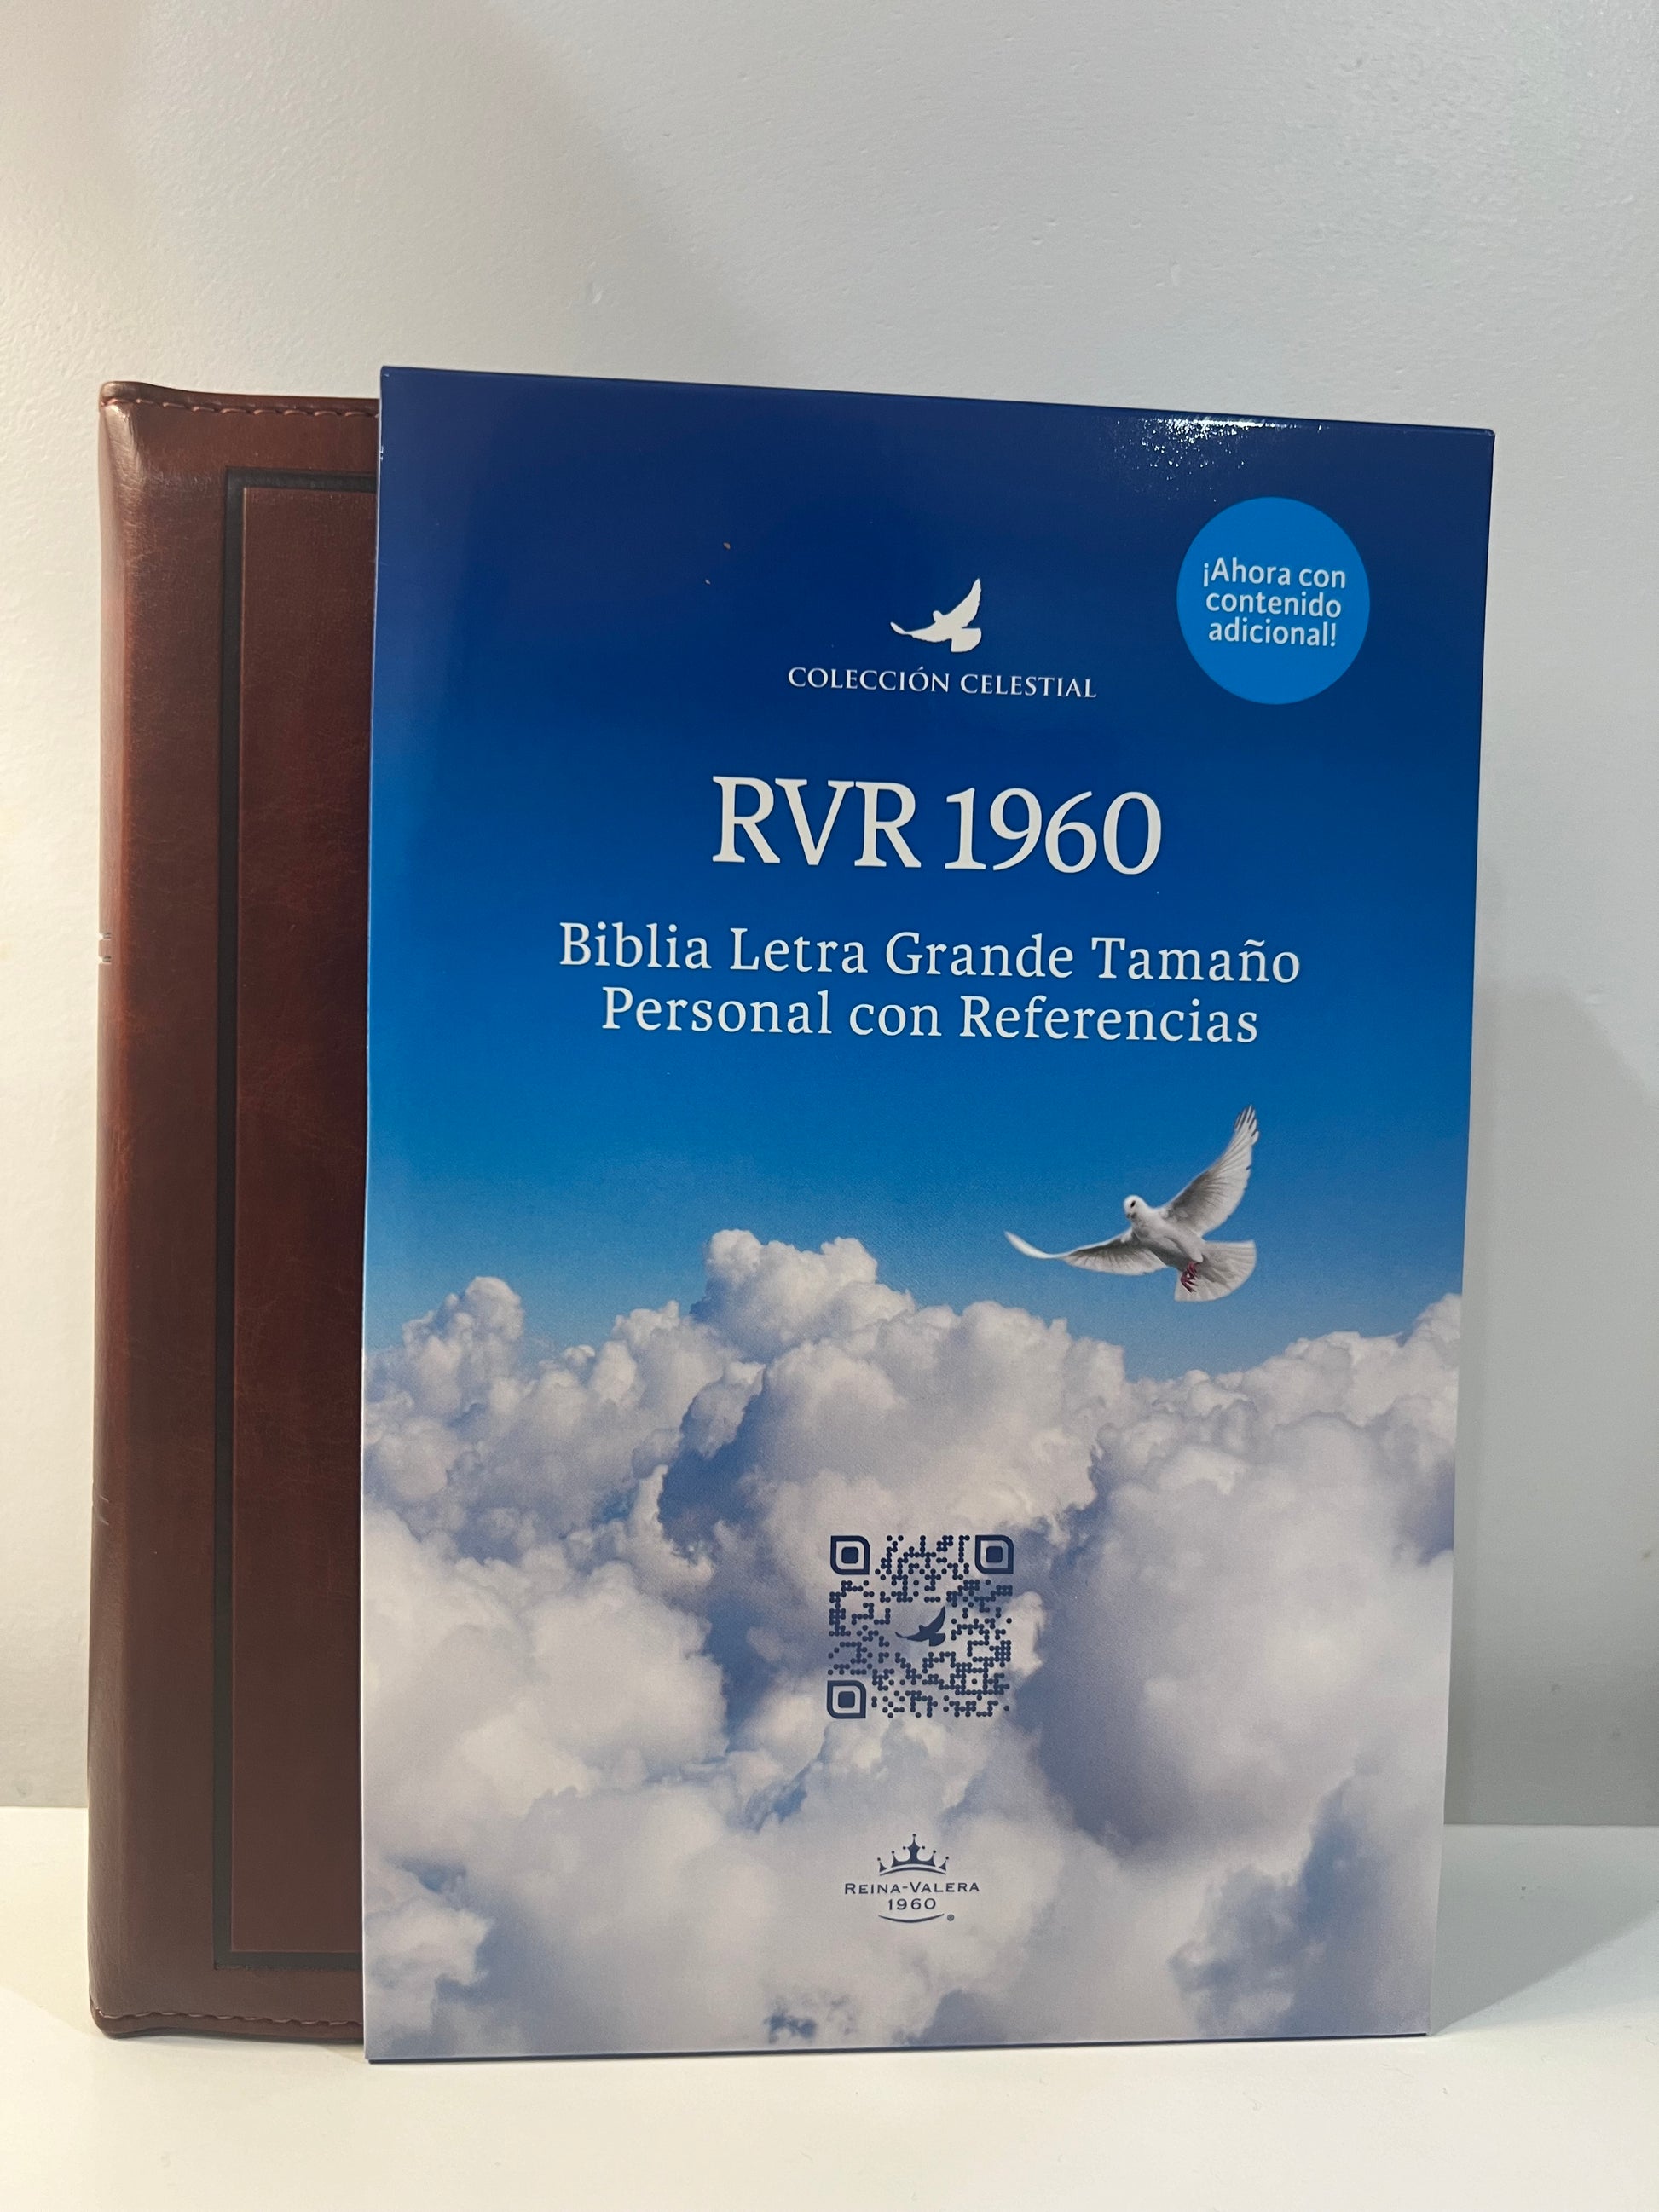 ¡Ahora con
contenido
adicional!
COLECCIÓN CELESTIAL
RVR 1960
Biblia Letra Grande Tamaño
Personal con Referencias
REINA-VALERA
1960
®